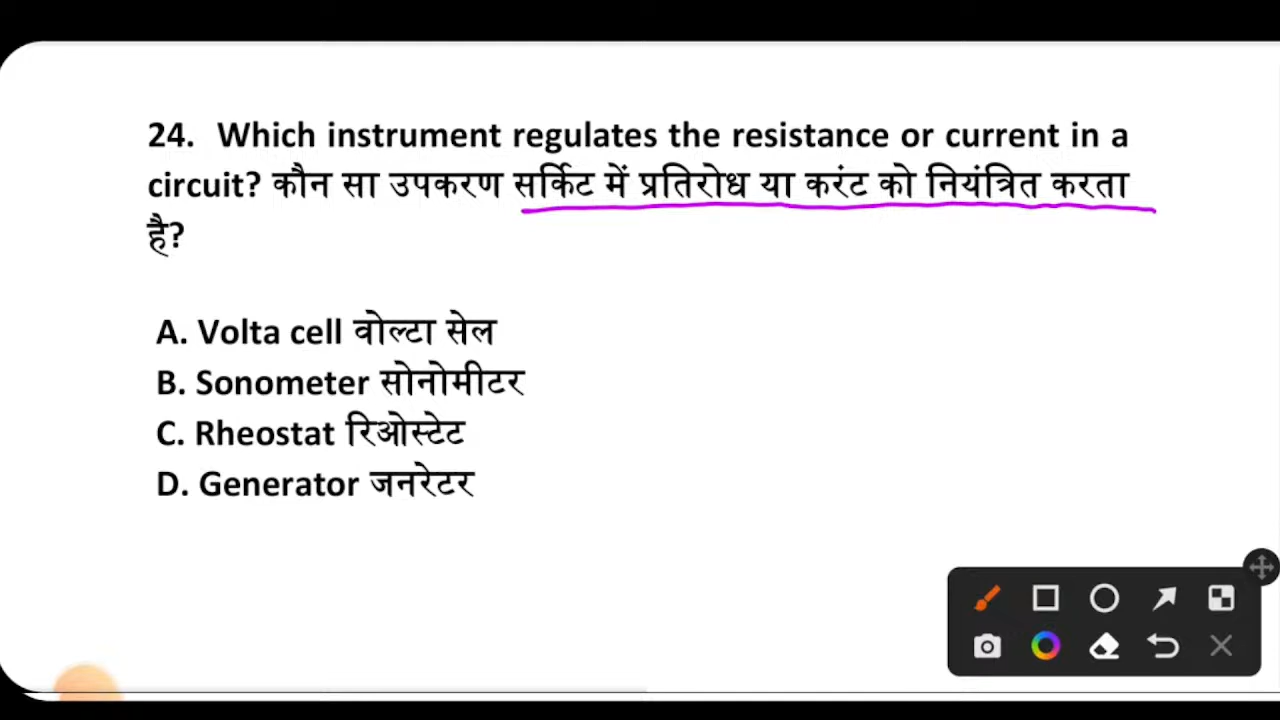 24. Which instrument regulates the resistance or current in a
circuit? कौन सा उपकरण सर्किट में प्रतिरोध या करंट को नियंत्रित करता
है?
A. Volta cell वोल्टा सेल
B. Sonometer सोनोमीटर
C. Rheostat रिओस्टेट
D. Generator जनरेटर